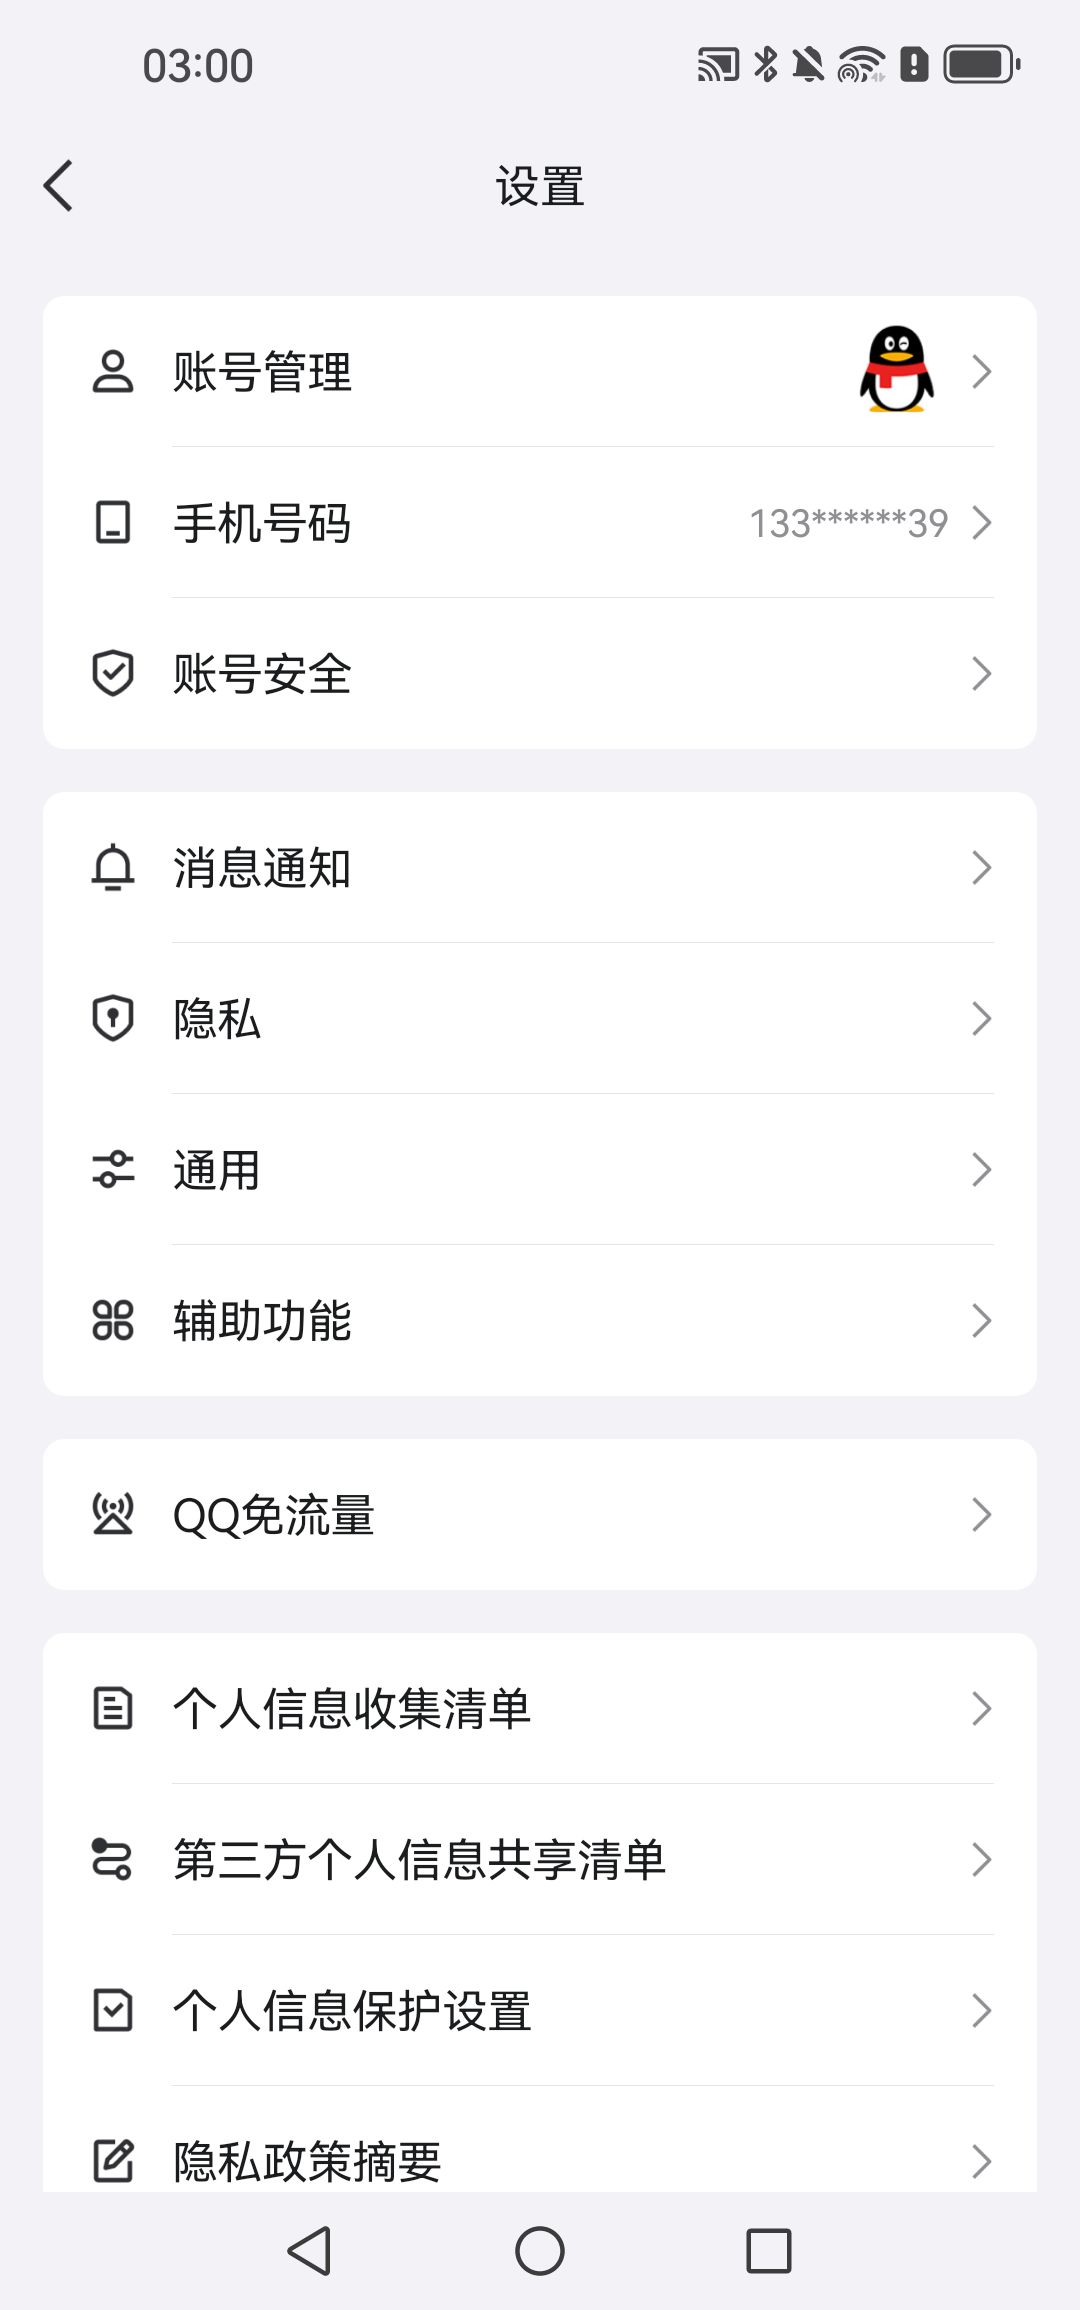 03:00
设置
账号管理
手机号码 133******39
账号安全
消息通知
隐私
通用
辅助功能
QQ免流量
个人信息收集清单
第三方个人信息共享清单
个人信息保护设置
隐私政策摘要